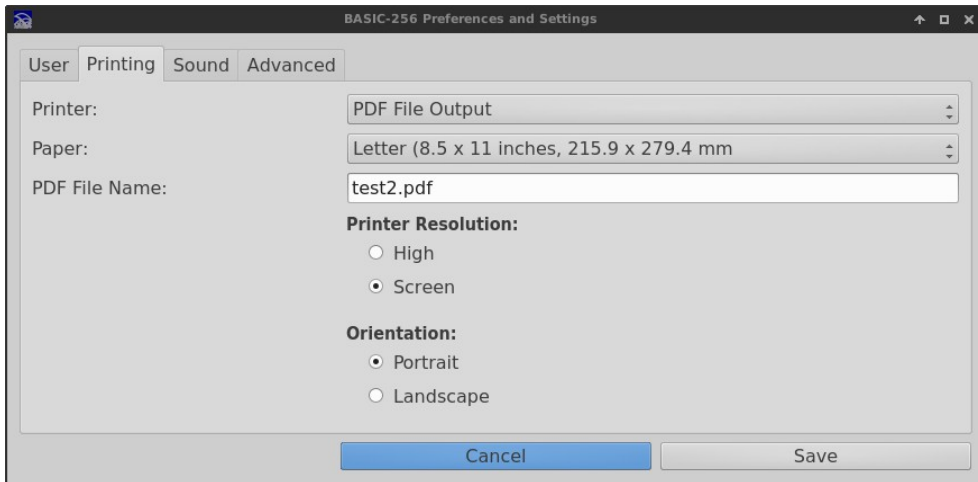 BASIC-256 Preferences and Settings
User Printing Sound Advanced
Printer: PDF File Output
Paper: Letter (8.5 x 11 inches, 215.9 x 279.4 mm
PDF File Name: test2.pdf
Printer Resolution:
High
Screen
Orientation:
Portrait
Landscape
Cancel Save